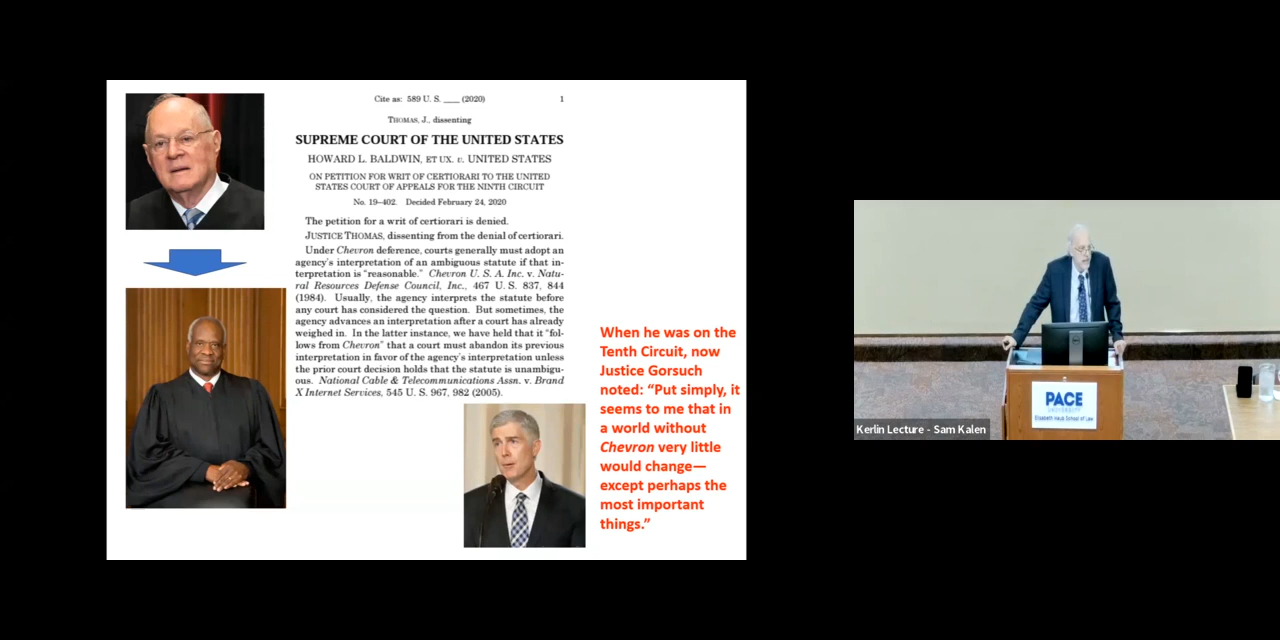 Cite as: 589 U. S. ____ (2020) 1
THOMAS, J., dissenting
SUPREME COURT OF THE UNITED STATES
HOWARD L. BALDWIN, ET UX. v. UNITED STATES
ON PETITION FOR WRIT OF CERTIORARI TO THE UNITED
STATES COURT OF APPEALS FOR THE NINTH CIRCUIT
No. 19–402. Decided February 24, 2020
The petition for a writ of certiorari is denied.
JUSTICE THOMAS, dissenting from the denial of certiorari.
Under Chevron deference, courts generally must adopt an
agency's interpretation of an ambiguous statute if that in-
terpretation is "reasonable." Chevron U. S. A. Inc. v. Natu-
ral Resources Defense Council, Inc., 467 U. S. 837, 844
(1984). Usually, the agency interprets the statute before
any court has considered the question. But sometimes, the
agency advances an interpretation after a court has already
weighed in. In the latter instance, we have held that it "fol-
lows from Chevron" that a court must abandon its previous
interpretation in favor of the agency's interpretation unless
the prior court decision holds that the statute is unambigu-
ous. National Cable & Telecommunications Assn. v. Brand
X Internet Services, 545 U. S. 967, 982 (2005).
When he was on the
Tenth Circuit, now
Justice Gorsuch
noted: "Put simply, it
seems to me that in
a world without
Chevron very little
would change—
except perhaps the
most important
things."
PACE
UNIVERSITY
Elisabeth Haub School of Law
Kerlin Lecture - Sam Kalen